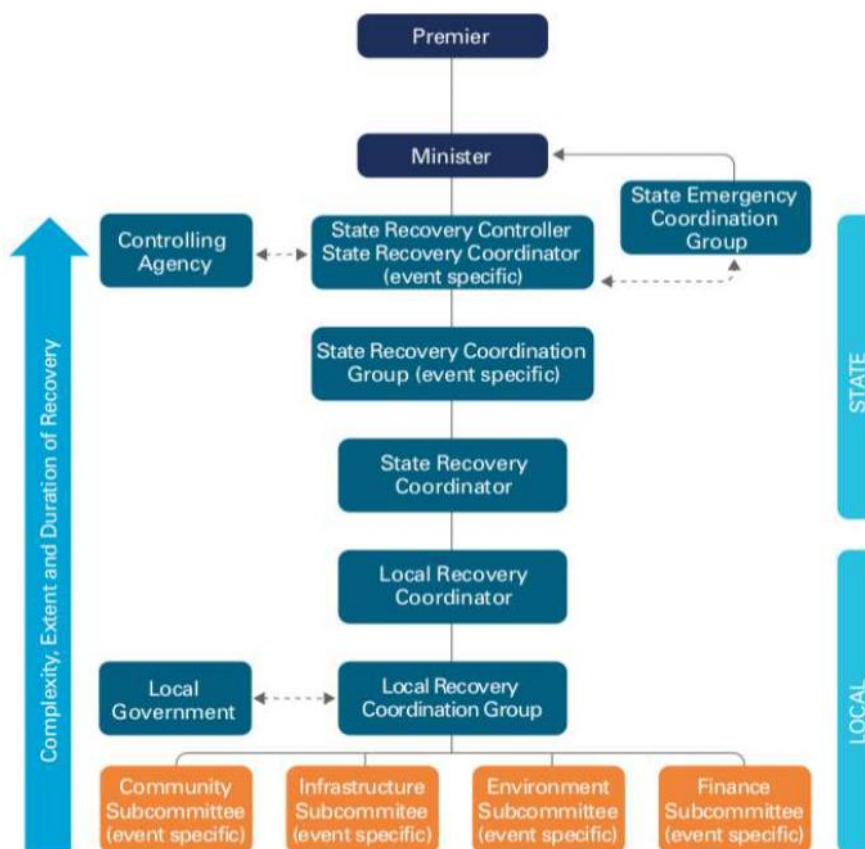 Premier
Minister
State Emergency
Coordination
Group
Controlling
Agency
State Recovery Controller
State Recovery Coordinator
(event specific)
State Recovery Coordination
Group (event specific)
State Recovery
Coordinator
STATE
Local Recovery
Coordinator
Complexity, Extent and Duration of Recovery
Local
Government
Local Recovery
Coordination Group
LOCAL
Community
Subcommittee
(event specific)
Infrastructure
Subcommitee
(event specific)
Environment
Subcommittee
(event specific)
Finance
Subcommittee
(event specific)